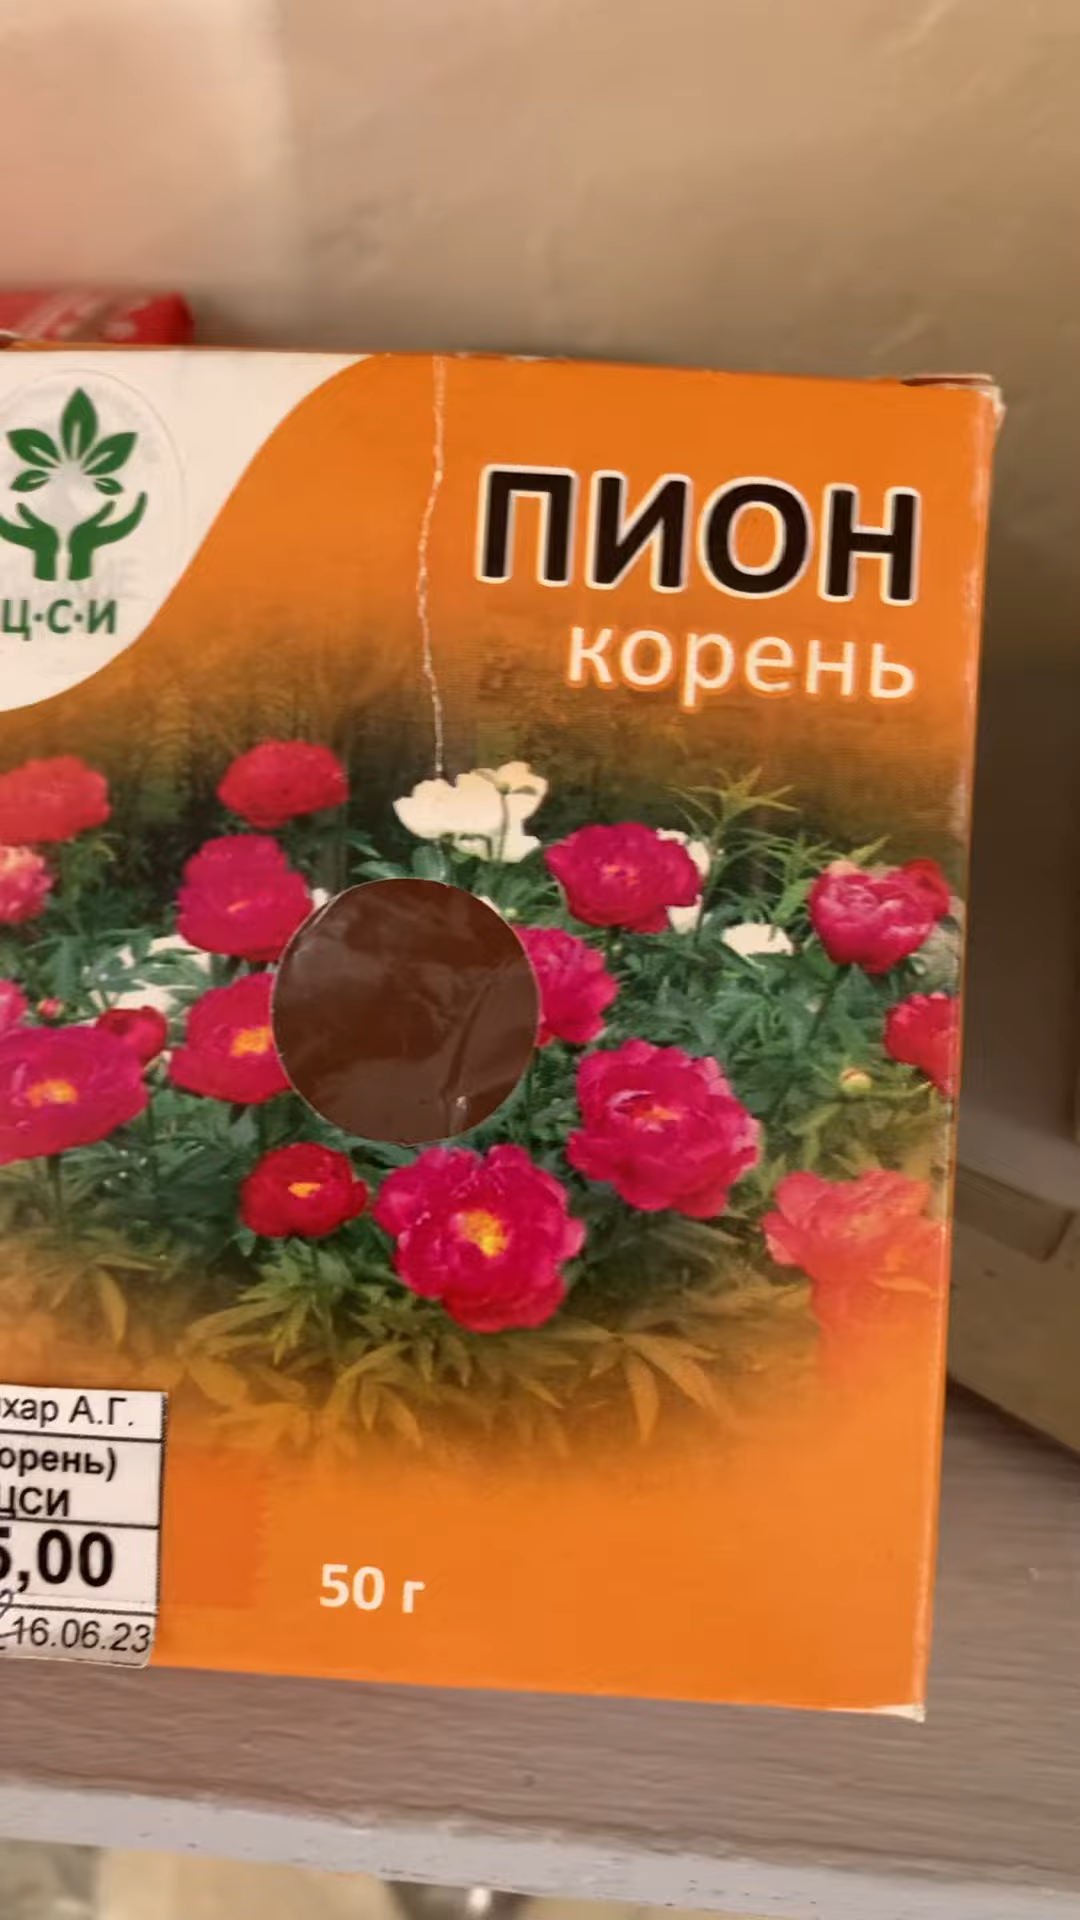 ПИОН
корень
Ц·С·И
50 г
хар А.Г.
орень)
ЦСИ
5,00
16.06.23